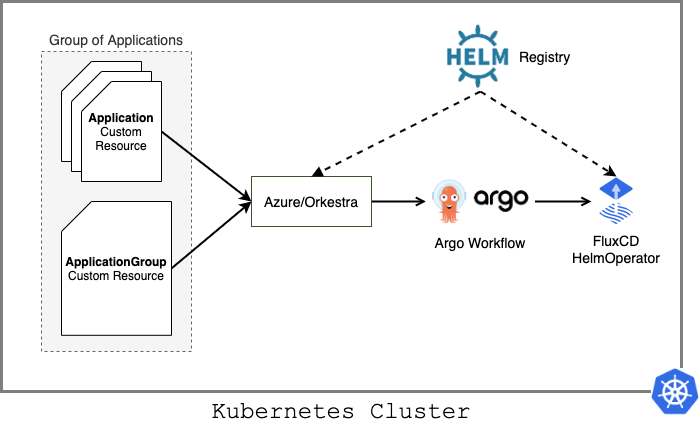 Group of Applications
Application
Custom
Resource
ApplicationGroup
Custom Resource
HELM
Registry
Azure/Orkestra
argo
Argo Workflow
FluxCD
HelmOperator
Kubernetes Cluster